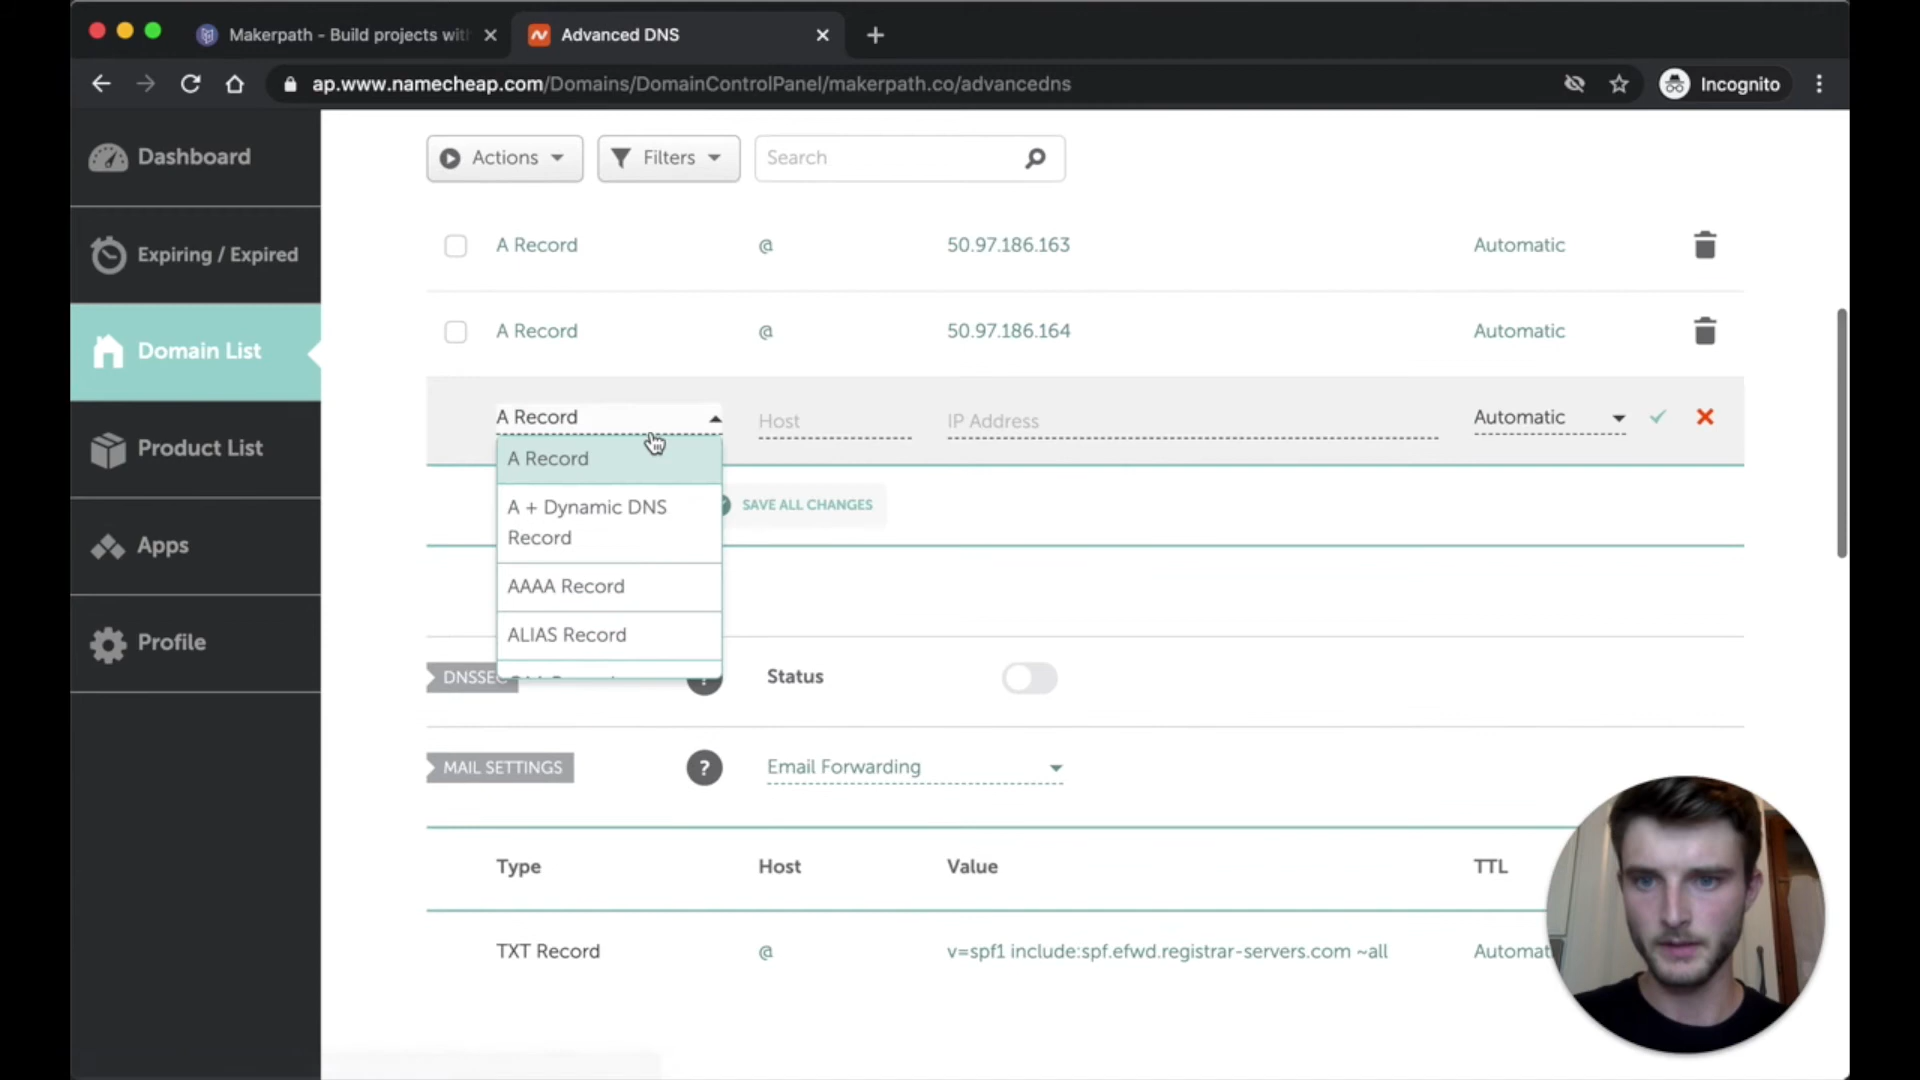 Makerpath - Build projects wit
Advanced DNS
ap.www.namecheap.com/Domains/DomainControlPanel/makerpath.co/advancedns
Incognito
Dashboard
Expiring / Expired
Domain List
Product List
Apps
Profile
Actions
Filters
Search
A Record @ 50.97.186.163 Automatic
A Record @ 50.97.186.164 Automatic
A Record Host IP Address Automatic
A Record
A + Dynamic DNS
Record
AAAA Record
ALIAS Record
SAVE ALL CHANGES
DNSSEC ? Status
MAIL SETTINGS ? Email Forwarding
Type Host Value TTL
TXT Record @ v=spf1 include:spf.efwd.registrar-servers.com ~all Automat